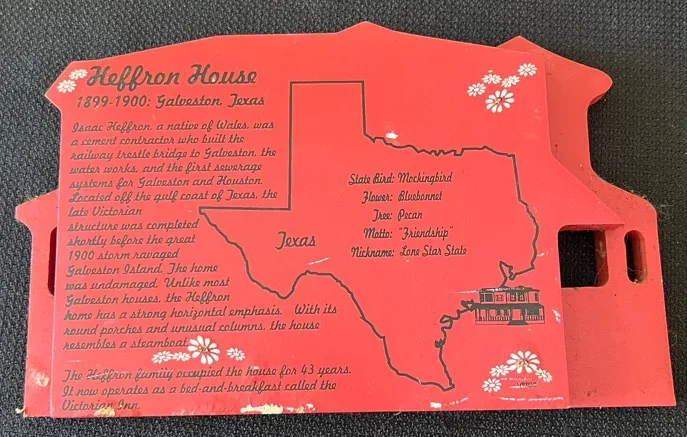 Heffron House
1899-1900: Galveston, Texas
Isaac Heffron, a native of Wales, was
a cement contractor who built the
railway trestle bridge to Galveston, the
water works, and the first sewerage
systems for Galveston and Houston.
Located off the gulf coast of Texas, the
late Victorian
structure was completed
shortly before the great
1900 storm ravaged
Galveston Island. The home
was undamaged. Unlike most
Galveston houses, the Heffron
home has a strong horizontal emphasis. With its
round porches and unusual columns, the house
resembles a steamboat.
The Heffron family occupied the house for 43 years.
It now operates as a bed-and-breakfast called the
Victorian Inn.
State Bird: Mockingbird
Flower: Bluebonnet
Tree: Pecan
Motto: "Friendship"
Nickname: Lone Star State
Texas